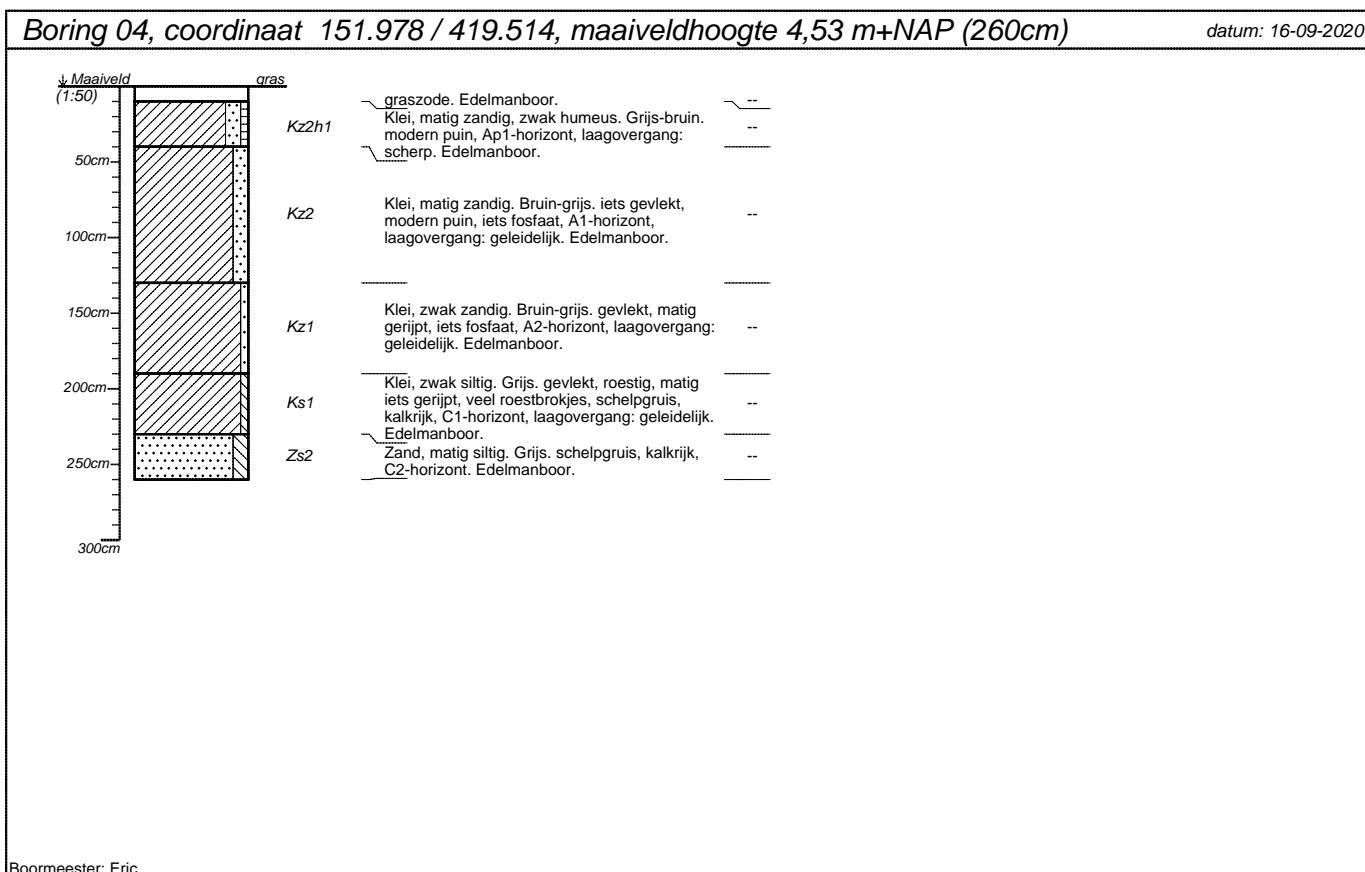 Boring 04, coordinaat 151.978 / 419.514, maaiveldhoogte 4,53 m+NAP (260cm)
datum: 16-09-2020
Maaiveld
gras
(1:50)
graszode. Edelmanboor.
--
Kz2h1
Klei, matig zandig, zwak humeus. Grijs-bruin.
modern puin, Ap1-horizont, laagovergang:
scherp. Edelmanboor.
--
50cm
Kz2
Klei, matig zandig. Bruin-grijs. iets gevlekt,
modern puin, iets fosfaat, A1-horizont,
laagovergang: geleidelijk. Edelmanboor.
--
100cm
150cm
Kz1
Klei, zwak zandig. Bruin-grijs. gevlekt, matig
gerijpt, iets fosfaat, A2-horizont, laagovergang:
geleidelijk. Edelmanboor.
--
200cm
Ks1
Klei, zwak siltig. Grijs. gevlekt, roestig, matig
iets gerijpt, veel roestbrokjes, schelpgruis,
kalkrijk, C1-horizont, laagovergang: geleidelijk.
Edelmanboor.
--
250cm
Zs2
Zand, matig siltig. Grijs. schelpgruis, kalkrijk,
C2-horizont. Edelmanboor.
--
300cm
Boormeester: Eric